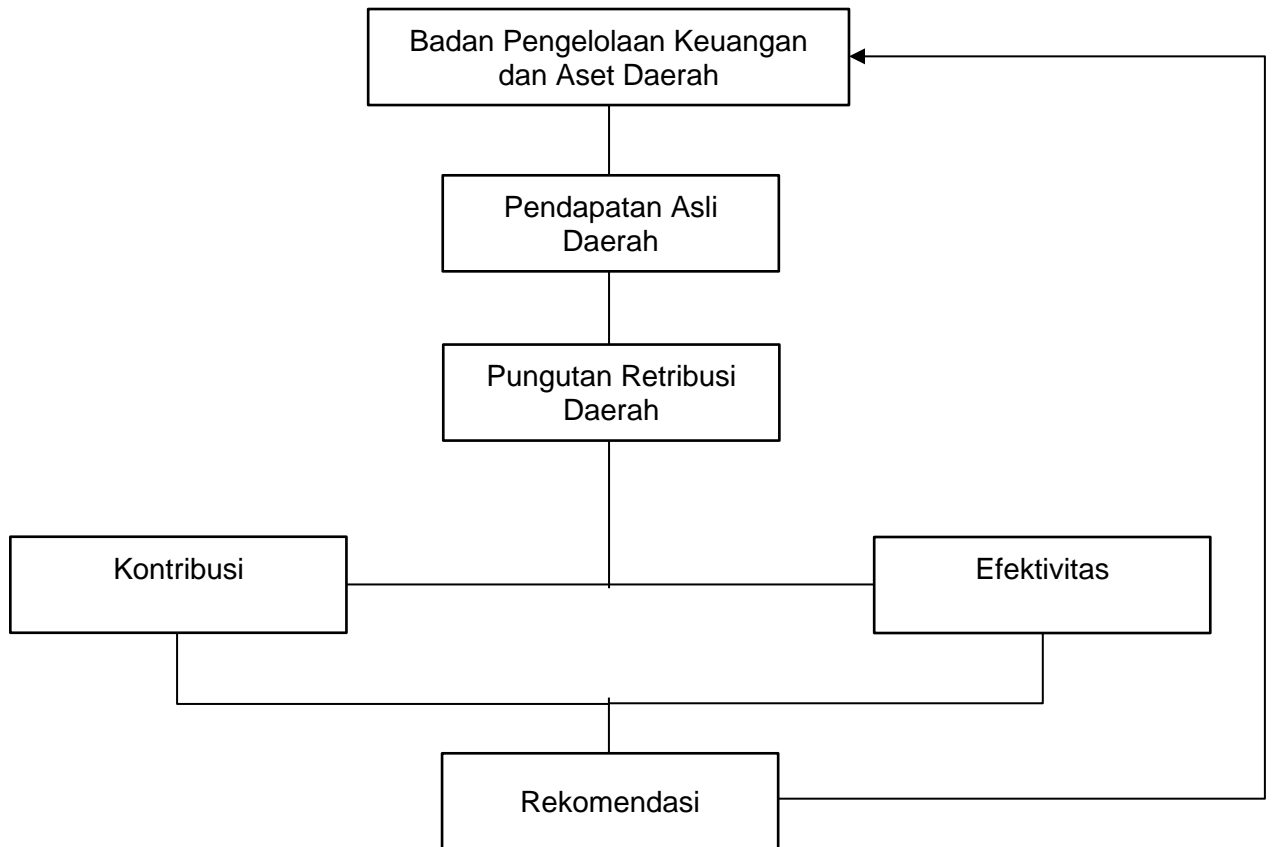 Badan Pengelolaan Keuangan
dan Aset Daerah
Pendapatan Asli
Daerah
Pungutan Retribusi
Daerah
Kontribusi
Efektivitas
Rekomendasi